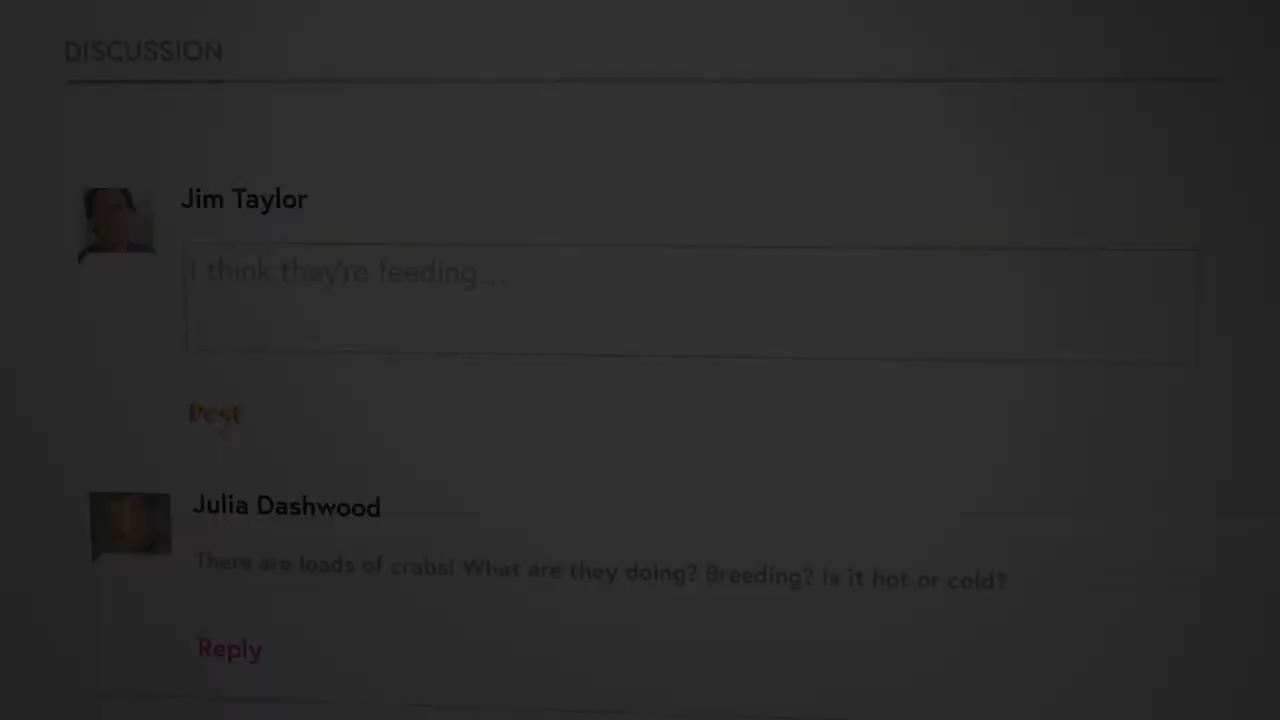 DISCUSSION
Jim Taylor
I think they're feeding...
Post
Julia Dashwood
There are loads of crabs! What are they doing? Breeding? Is it hot or cold?
Reply